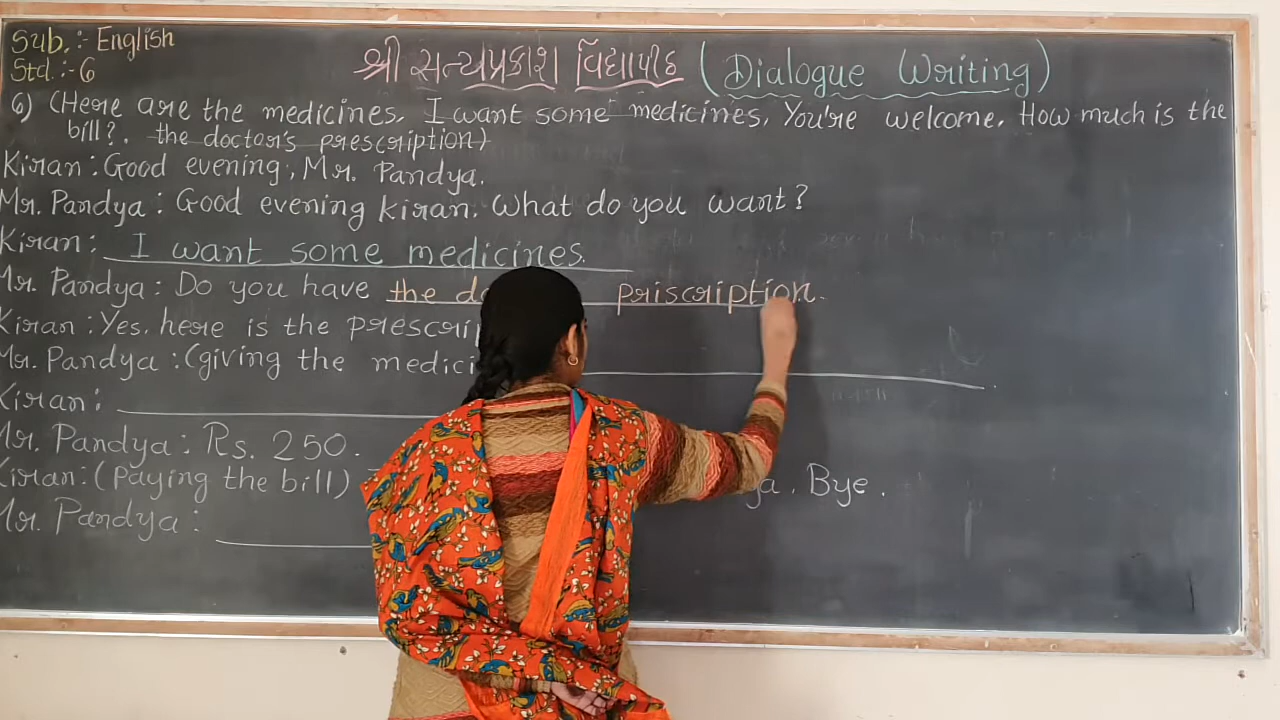 Sub. :- English
Std. :- 6
શ્રી સત્યપ્રકાશ વિદ્યાપીઠ (Dialogue Writing)
6) (Here are the medicines. I want some medicines. You're welcome. How much is the
bill?. the doctor's prescription)
Kiran : Good evening, Mr. Pandya.
Mr. Pandya : Good evening Kiran. What do you want?
Kiran : I want some medicines.
Mr. Pandya : Do you have the priscription.
Kiran : Yes, here is the
Mr. Pandya : (giving the
Kiran :
Mr. Pandya : Rs. 250.
Kiran : (Paying the bill) Bye.
Mr. Pandya :